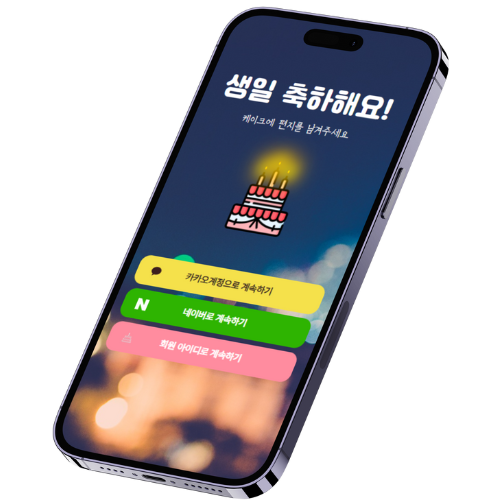 생일 축하해요!
케이크에 편지를 남겨주세요
카카오계정으로 계속하기
N 네이버로 계속하기
회원 아이디로 계속하기